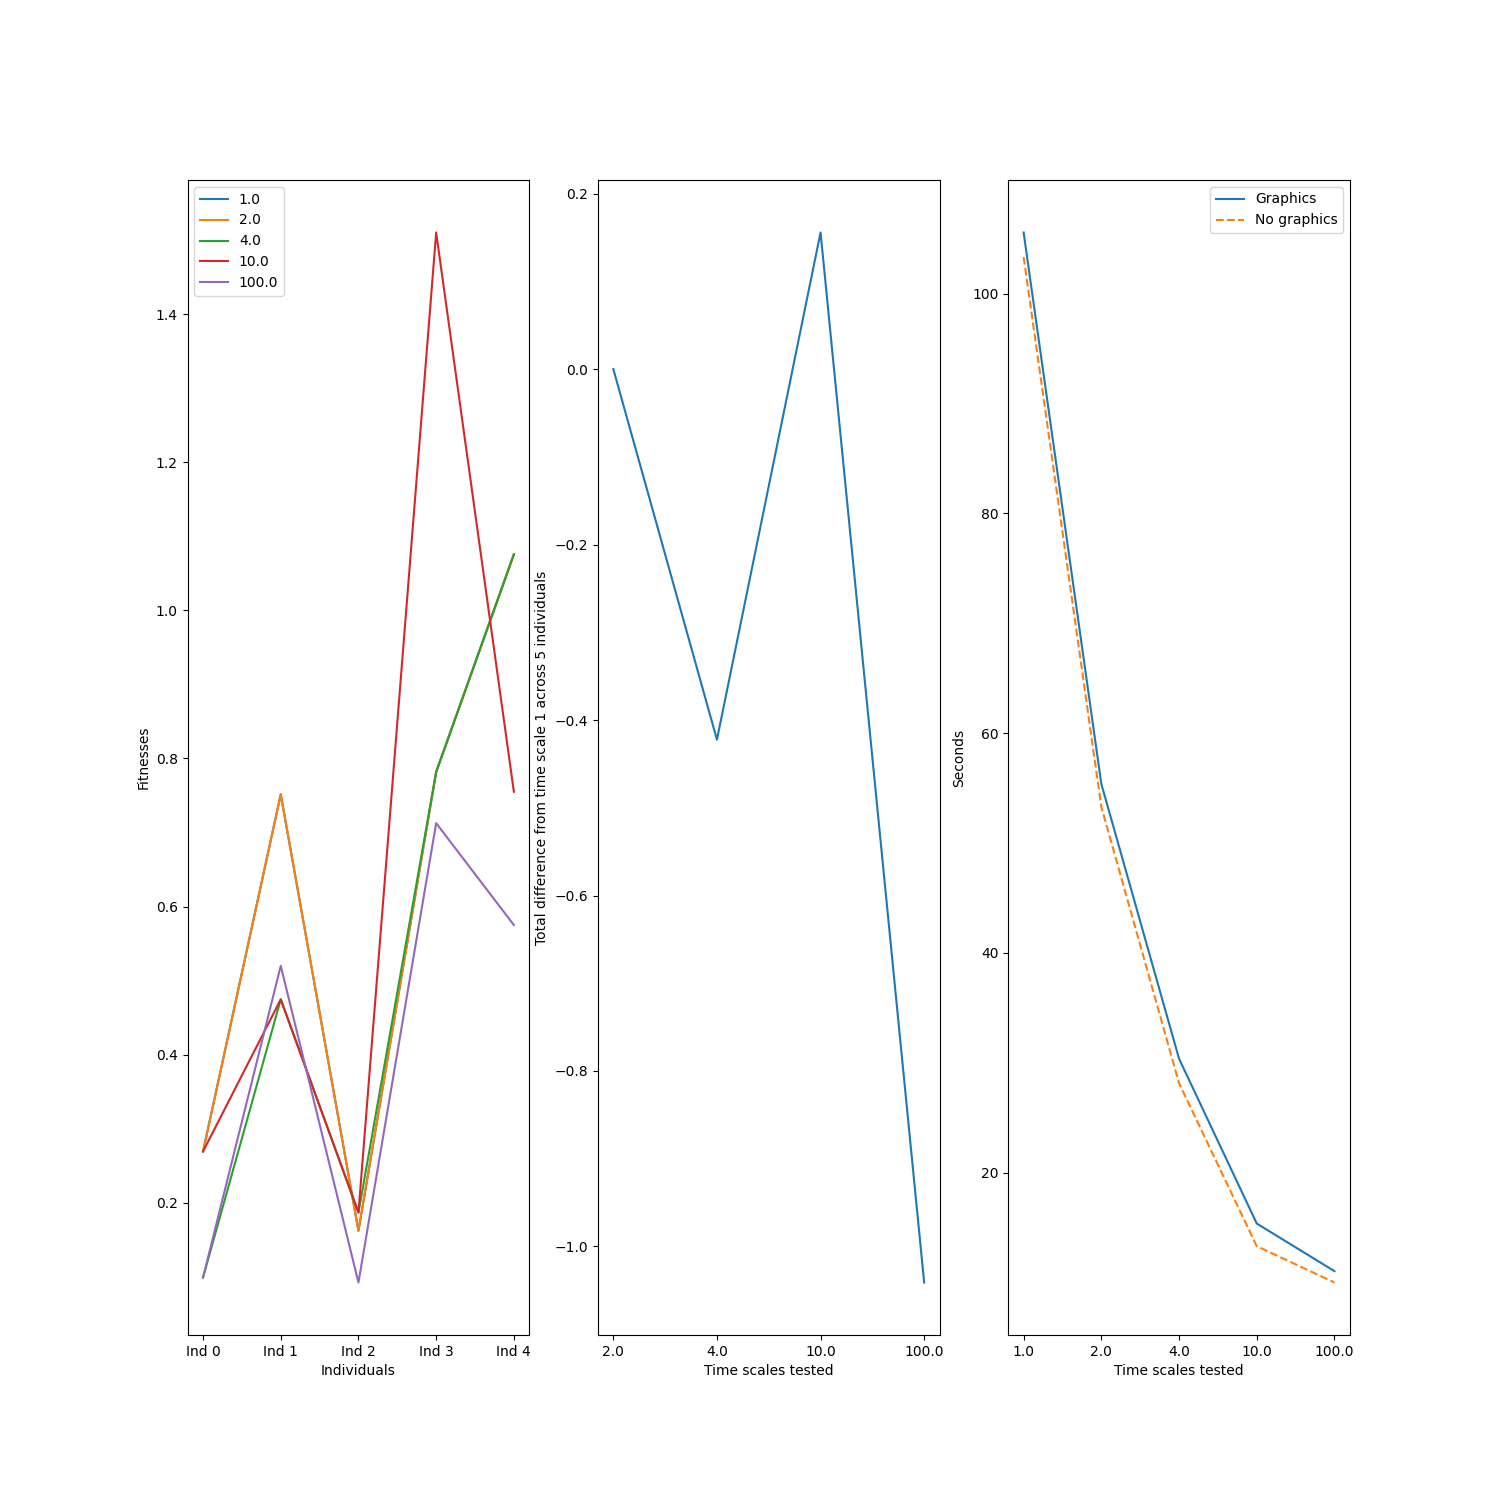 1.0
2.0
4.0
10.0
100.0
1.4
1.2
1.0
0.8
0.6
0.4
0.2
Fitnesses
Ind 0 Ind 1 Ind 2 Ind 3 Ind 4
Individuals
0.2
0.0
−0.2
−0.4
−0.6
−0.8
−1.0
Total difference from time scale 1 across 5 individuals
2.0 4.0 10.0 100.0
Time scales tested
Graphics
No graphics
100
80
60
40
20
Seconds
1.0 2.0 4.0 10.0 100.0
Time scales tested